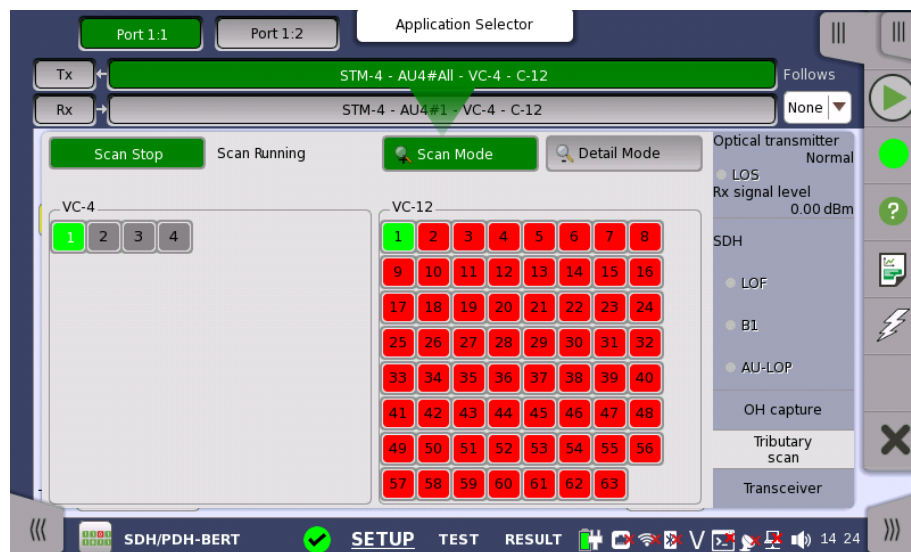 Application Selector
Port 1:1 Port 1:2
Tx STM-4 - AU4#All - VC-4 - C-12 Follows
Rx STM-4 - AU4#1 - VC-4 - C-12 None
Scan Stop Scan Running Scan Mode Detail Mode
Optical transmitter
Normal
LOS
Rx signal level
0.00 dBm
VC-4
1 2 3 4
VC-12
1 2 3 4 5 6 7 8
9 10 11 12 13 14 15 16
17 18 19 20 21 22 23 24
25 26 27 28 29 30 31 32
33 34 35 36 37 38 39 40
41 42 43 44 45 46 47 48
49 50 51 52 53 54 55 56
57 58 59 60 61 62 63
SDH
LOF
B1
AU-LOP
OH capture
Tributary
scan
Transceiver
SDH/PDH-BERT SETUP TEST RESULT V 14 24